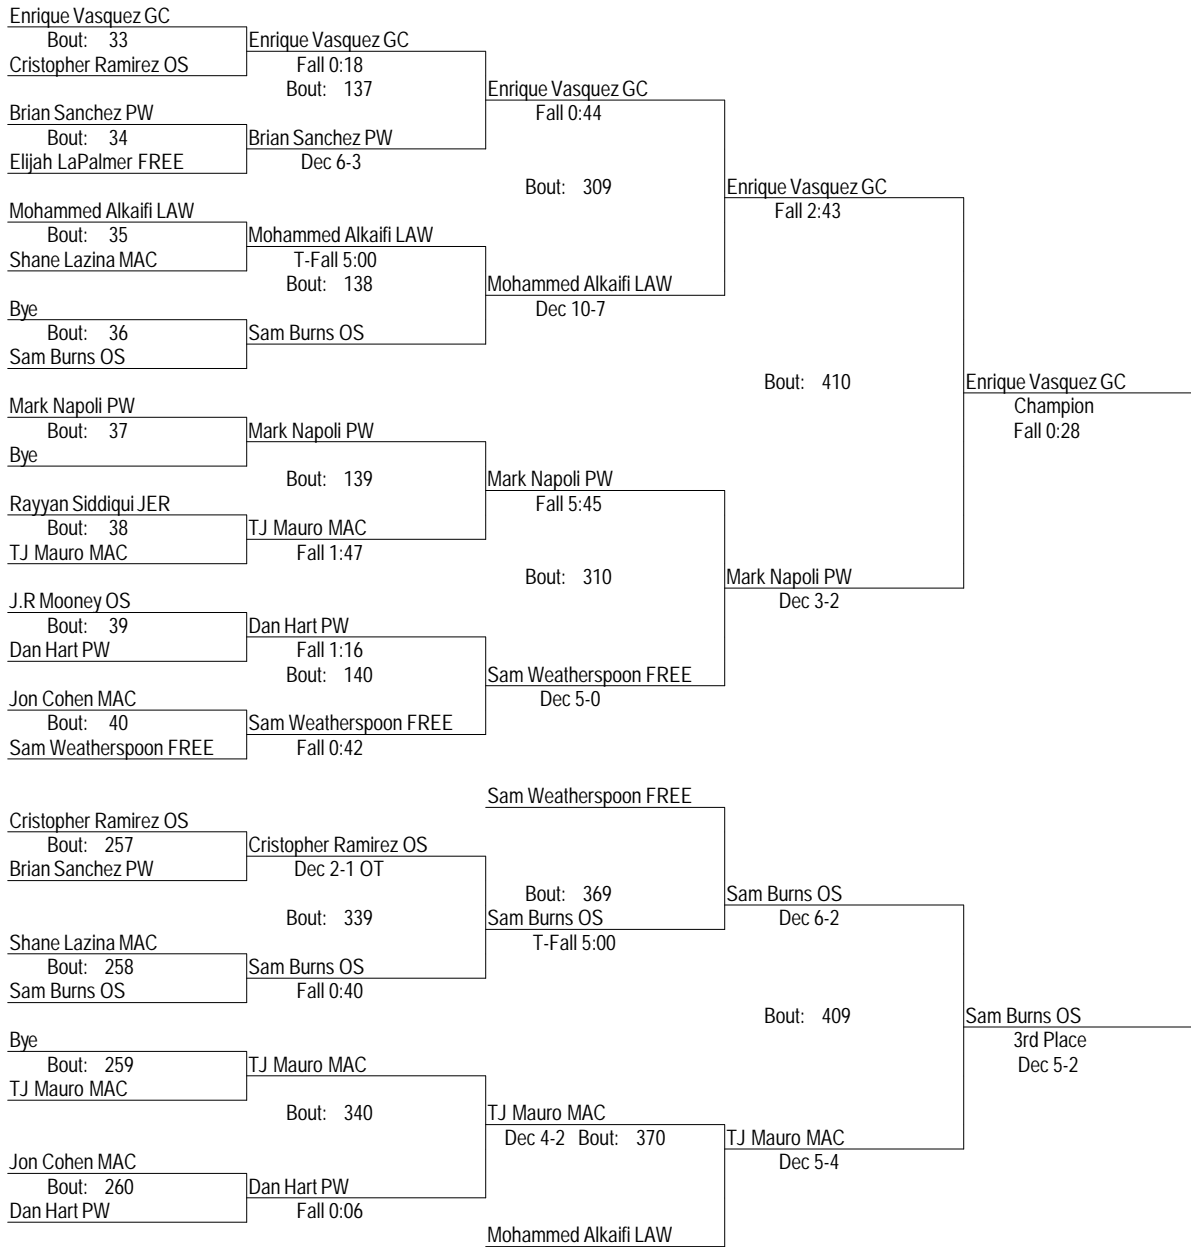 Enrique Vasquez GC
Bout: 33
Enrique Vasquez GC
Cristopher Ramirez OS
Fall 0:18
Bout: 137
Enrique Vasquez GC
Brian Sanchez PW
Fall 0:44
Bout: 34
Brian Sanchez PW
Elijah LaPalmer FREE
Dec 6-3
Bout: 309
Enrique Vasquez GC
Mohammed Alkaifi LAW
Fall 2:43
Bout: 35
Mohammed Alkaifi LAW
Shane Lazina MAC
T-Fall 5:00
Bout: 138
Mohammed Alkaifi LAW
Bye
Dec 10-7
Bout: 36
Sam Burns OS
Sam Burns OS
Bout: 410
Enrique Vasquez GC
Mark Napoli PW
Champion
Bout: 37
Mark Napoli PW
Fall 0:28
Bye
Bout: 139
Mark Napoli PW
Rayyan Siddiqui JER
Fall 5:45
Bout: 38
TJ Mauro MAC
TJ Mauro MAC
Fall 1:47
Bout: 310
Mark Napoli PW
J.R Mooney OS
Dec 3-2
Bout: 39
Dan Hart PW
Dan Hart PW
Fall 1:16
Bout: 140
Sam Weatherspoon FREE
Jon Cohen MAC
Dec 5-0
Bout: 40
Sam Weatherspoon FREE
Sam Weatherspoon FREE
Fall 0:42
Sam Weatherspoon FREE
Cristopher Ramirez OS
Bout: 257
Cristopher Ramirez OS
Brian Sanchez PW
Dec 2-1 OT
Bout: 369
Sam Burns OS
Bout: 339
Sam Burns OS
Dec 6-2
Shane Lazina MAC
T-Fall 5:00
Bout: 258
Sam Burns OS
Sam Burns OS
Fall 0:40
Bout: 409
Sam Burns OS
Bye
3rd Place
Bout: 259
TJ Mauro MAC
Dec 5-2
TJ Mauro MAC
Bout: 340
TJ Mauro MAC
Dec 4-2 Bout: 370
TJ Mauro MAC
Jon Cohen MAC
Dec 5-4
Bout: 260
Dan Hart PW
Dan Hart PW
Fall 0:06
Mohammed Alkaifi LAW